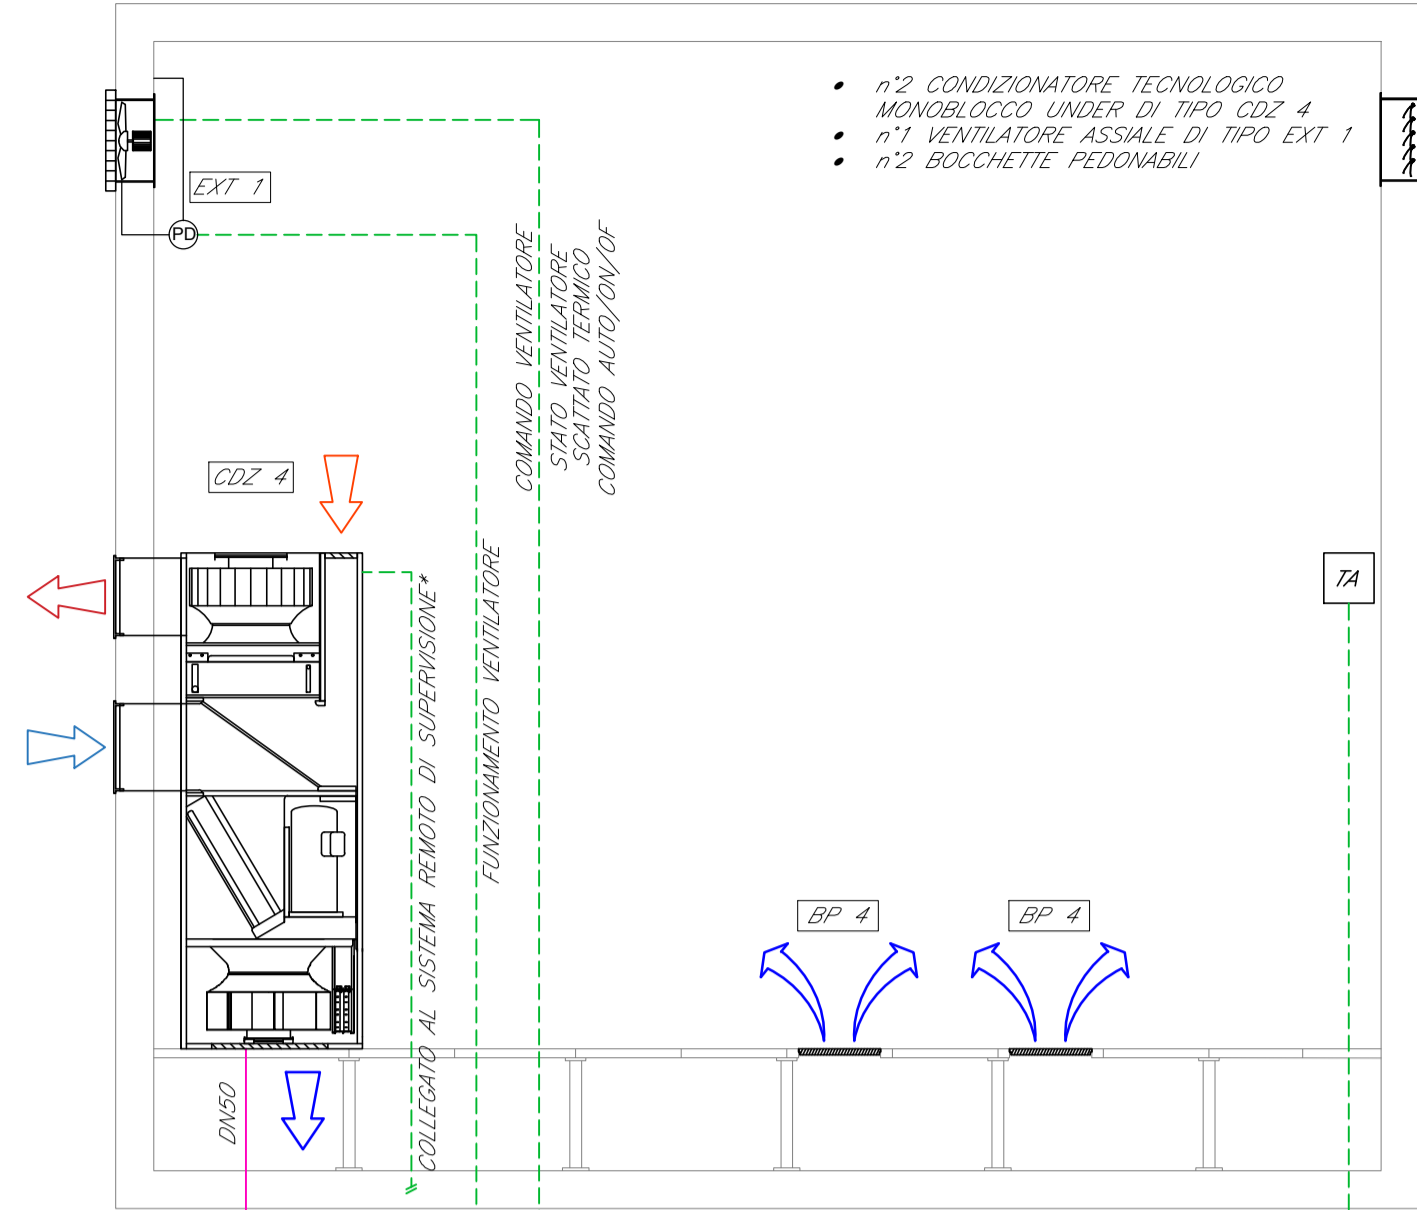 n°2 CONDIZIONATORE TECNOLOGICO
MONOBLOCCO UNDER DI TIPO CDZ 4
n°1 VENTILATORE ASSIALE DI TIPO EXT 1
n°2 BOCCHETTE PEDONABILI
EXT 1
PD
COMANDO VENTILATORE
STATO VENTILATORE
SCATTATO TERMICO
COMANDO AUTO/ON/OF
CDZ 4
FUNZIONAMENTO VENTILATORE
COLLEGATO AL SISTEMA REMOTO DI SUPERVISIONE*
TA
BP 4
BP 4
DN50